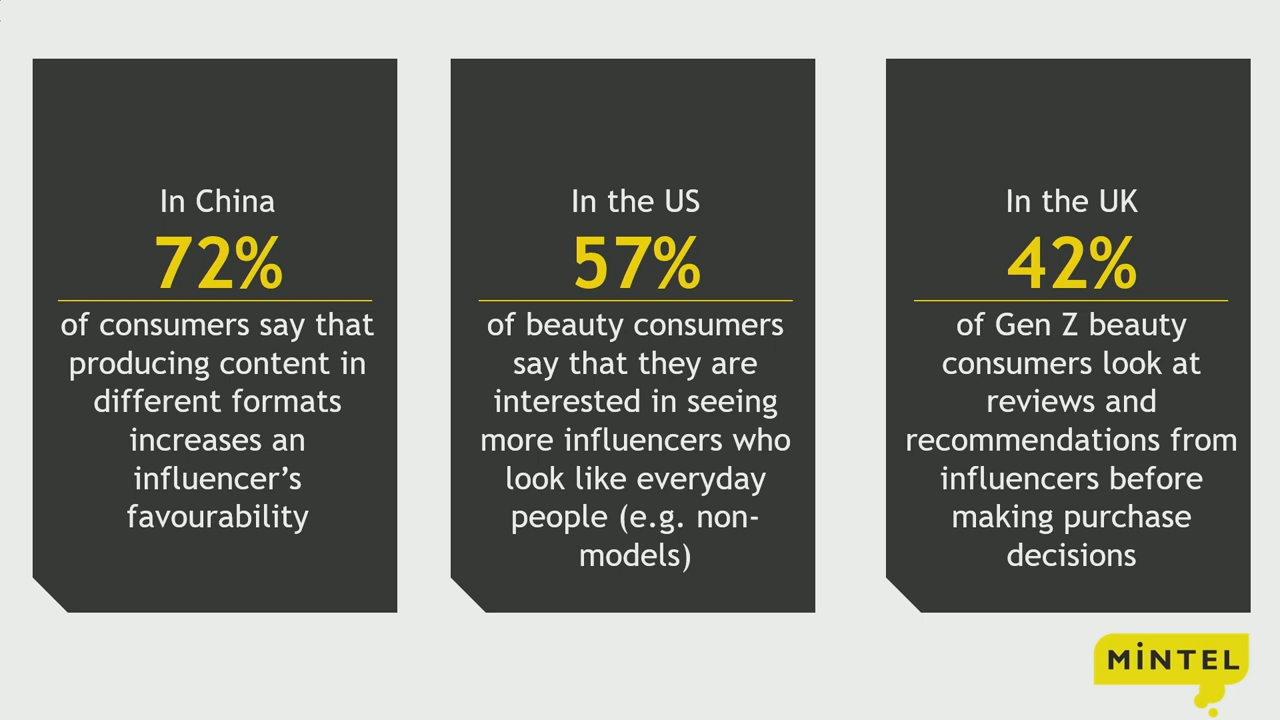 In China
72%
of consumers say that
producing content in
different formats
increases an
influencer’s
favourability
In the US
57%
of beauty consumers
say that they are
interested in seeing
more influencers who
look like everyday
people (e.g. non-
models)
In the UK
42%
of Gen Z beauty
consumers look at
reviews and
recommendations from
influencers before
making purchase
decisions
MiNTEL